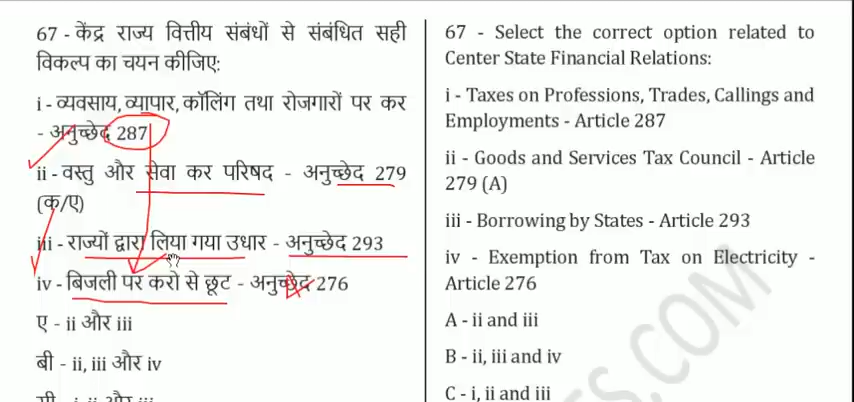 67 - केंद्र राज्य वित्तीय संबंधों से संबंधित सही
विकल्प का चयन कीजिए:
i - व्यवसाय, व्यापार, कॉलिंग तथा रोजगारों पर कर
- अनुच्छेद 287
ii - वस्तु और सेवा कर परिषद - अनुच्छेद 279
(क/ए)
iii - राज्यों द्वारा लिया गया उधार - अनुच्छेद 293
iv - बिजली पर करो से छूट - अनुच्छेद 276
ए - ii और iii
बी - ii, iii और iv
सी - i, ii और iii
67 - Select the correct option related to
Center State Financial Relations:
i - Taxes on Professions, Trades, Callings and
Employments - Article 287
ii - Goods and Services Tax Council - Article
279 (A)
iii - Borrowing by States - Article 293
iv - Exemption from Tax on Electricity -
Article 276
A - ii and iii
B - ii, iii and iv
C - i, ii and iii